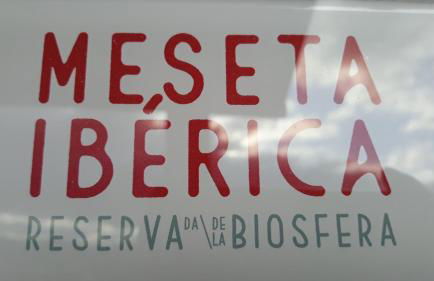 MESETA
IBÉRICA
RESERVA DA \ DE LA BIOSFERA